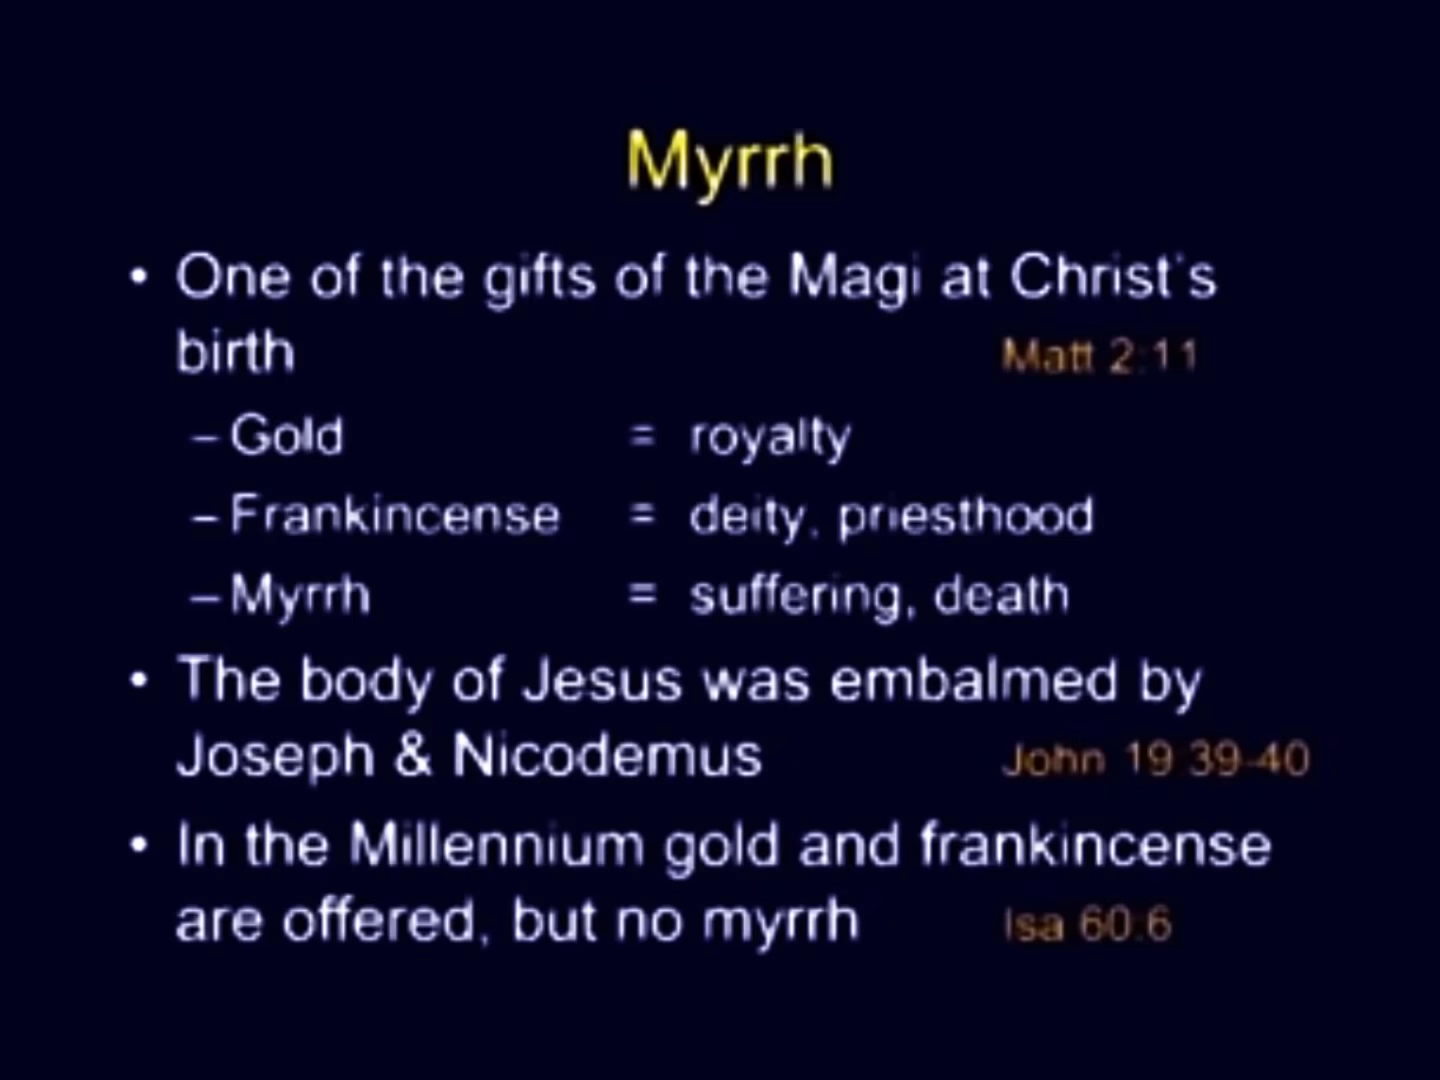 Myrrh
• One of the gifts of the Magi at Christ's
birth Matt 2:11
– Gold = royalty
– Frankincense = deity, priesthood
– Myrrh = suffering, death
• The body of Jesus was embalmed by
Joseph & Nicodemus John 19:39-40
• In the Millennium gold and frankincense
are offered, but no myrrh Isa 60:6